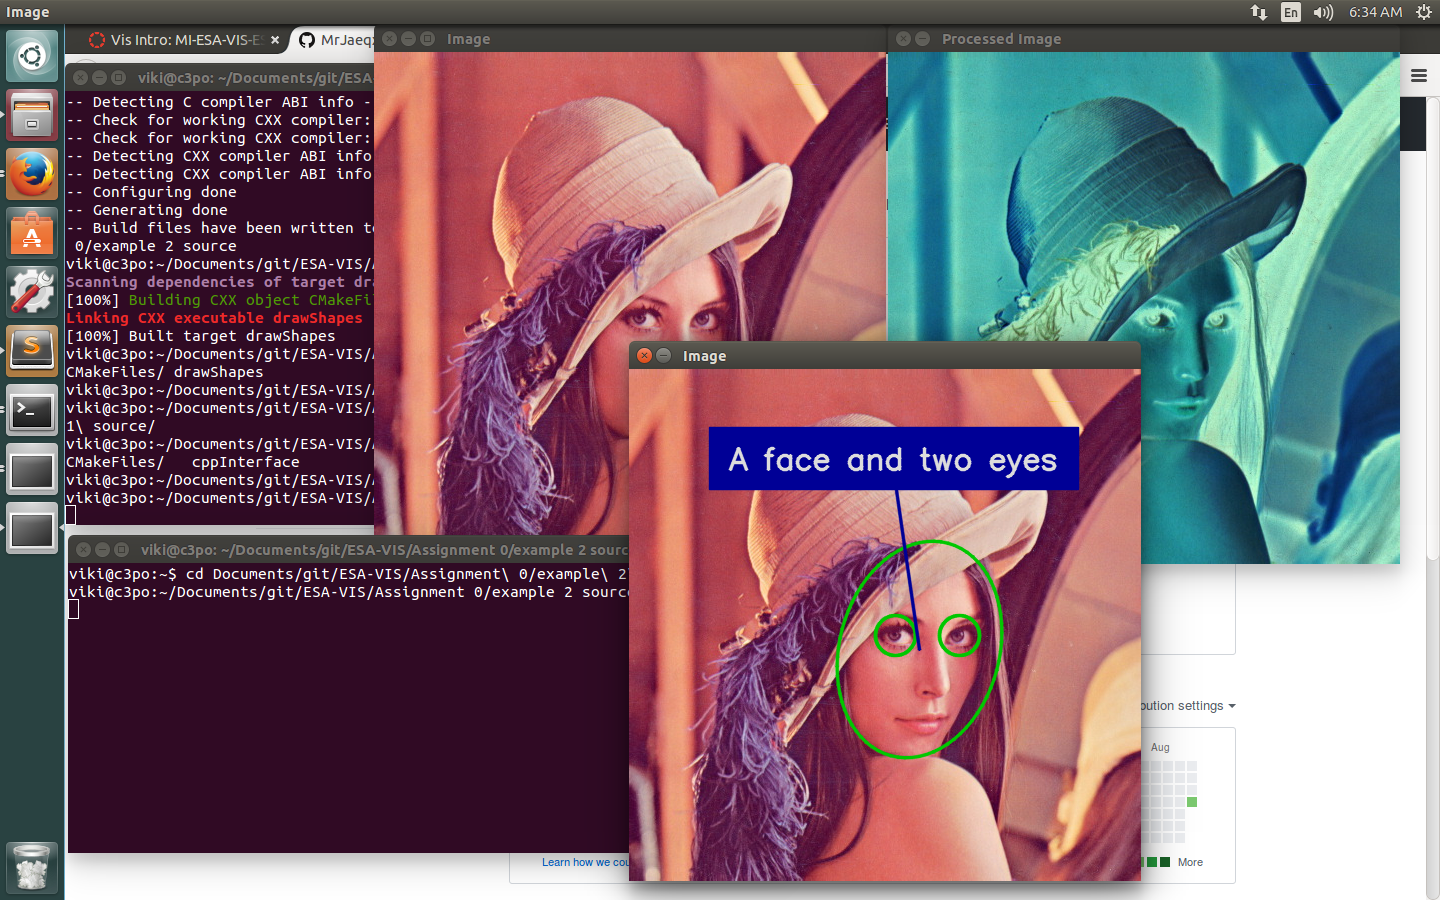 Image
En
6:34 AM
Vis Intro: MI-ESA-VIS-E
MrJaeqx
Image
Processed Image
viki@c3po: ~/Documents/git/ESA-
-- Detecting C compiler ABI info -
-- Check for working CXX compiler:
-- Check for working CXX compiler:
-- Detecting CXX compiler ABI info
-- Detecting CXX compiler ABI info
-- Configuring done
-- Generating done
-- Build files have been written to
0/example 2 source
viki@c3po:~/Documents/git/ESA-VIS/A
Scanning dependencies of target dra
[100%] Building CXX object CMakeFil
Linking CXX executable drawShapes
[100%] Built target drawShapes
viki@c3po:~/Documents/git/ESA-VIS/A
CMakeFiles/ drawShapes
viki@c3po:~/Documents/git/ESA-VIS/A
viki@c3po:~/Documents/git/ESA-VIS/A
1\ source/
viki@c3po:~/Documents/git/ESA-VIS/A
CMakeFiles/   cppInterface
viki@c3po:~/Documents/git/ESA-VIS/A
viki@c3po:~/Documents/git/ESA-VIS/A
Image
A face and two eyes
viki@c3po: ~/Documents/git/ESA-VIS/Assignment 0/example 2 sourc
viki@c3po:~$ cd Documents/git/ESA-VIS/Assignment\ 0/example\ 2\
viki@c3po:~/Documents/git/ESA-VIS/Assignment 0/example 2 source
bution settings
Aug
Learn how we cou
More